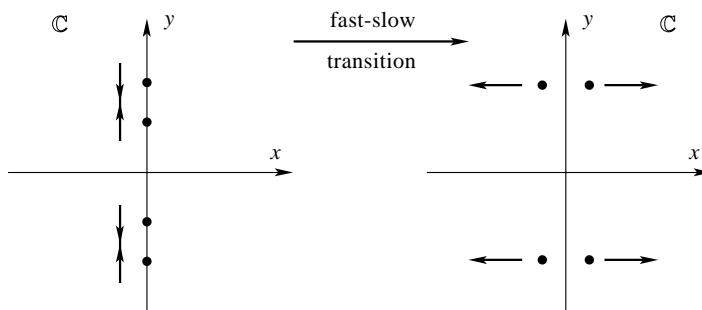 ℂ
y
x
fast-slow
transition
y
ℂ
x